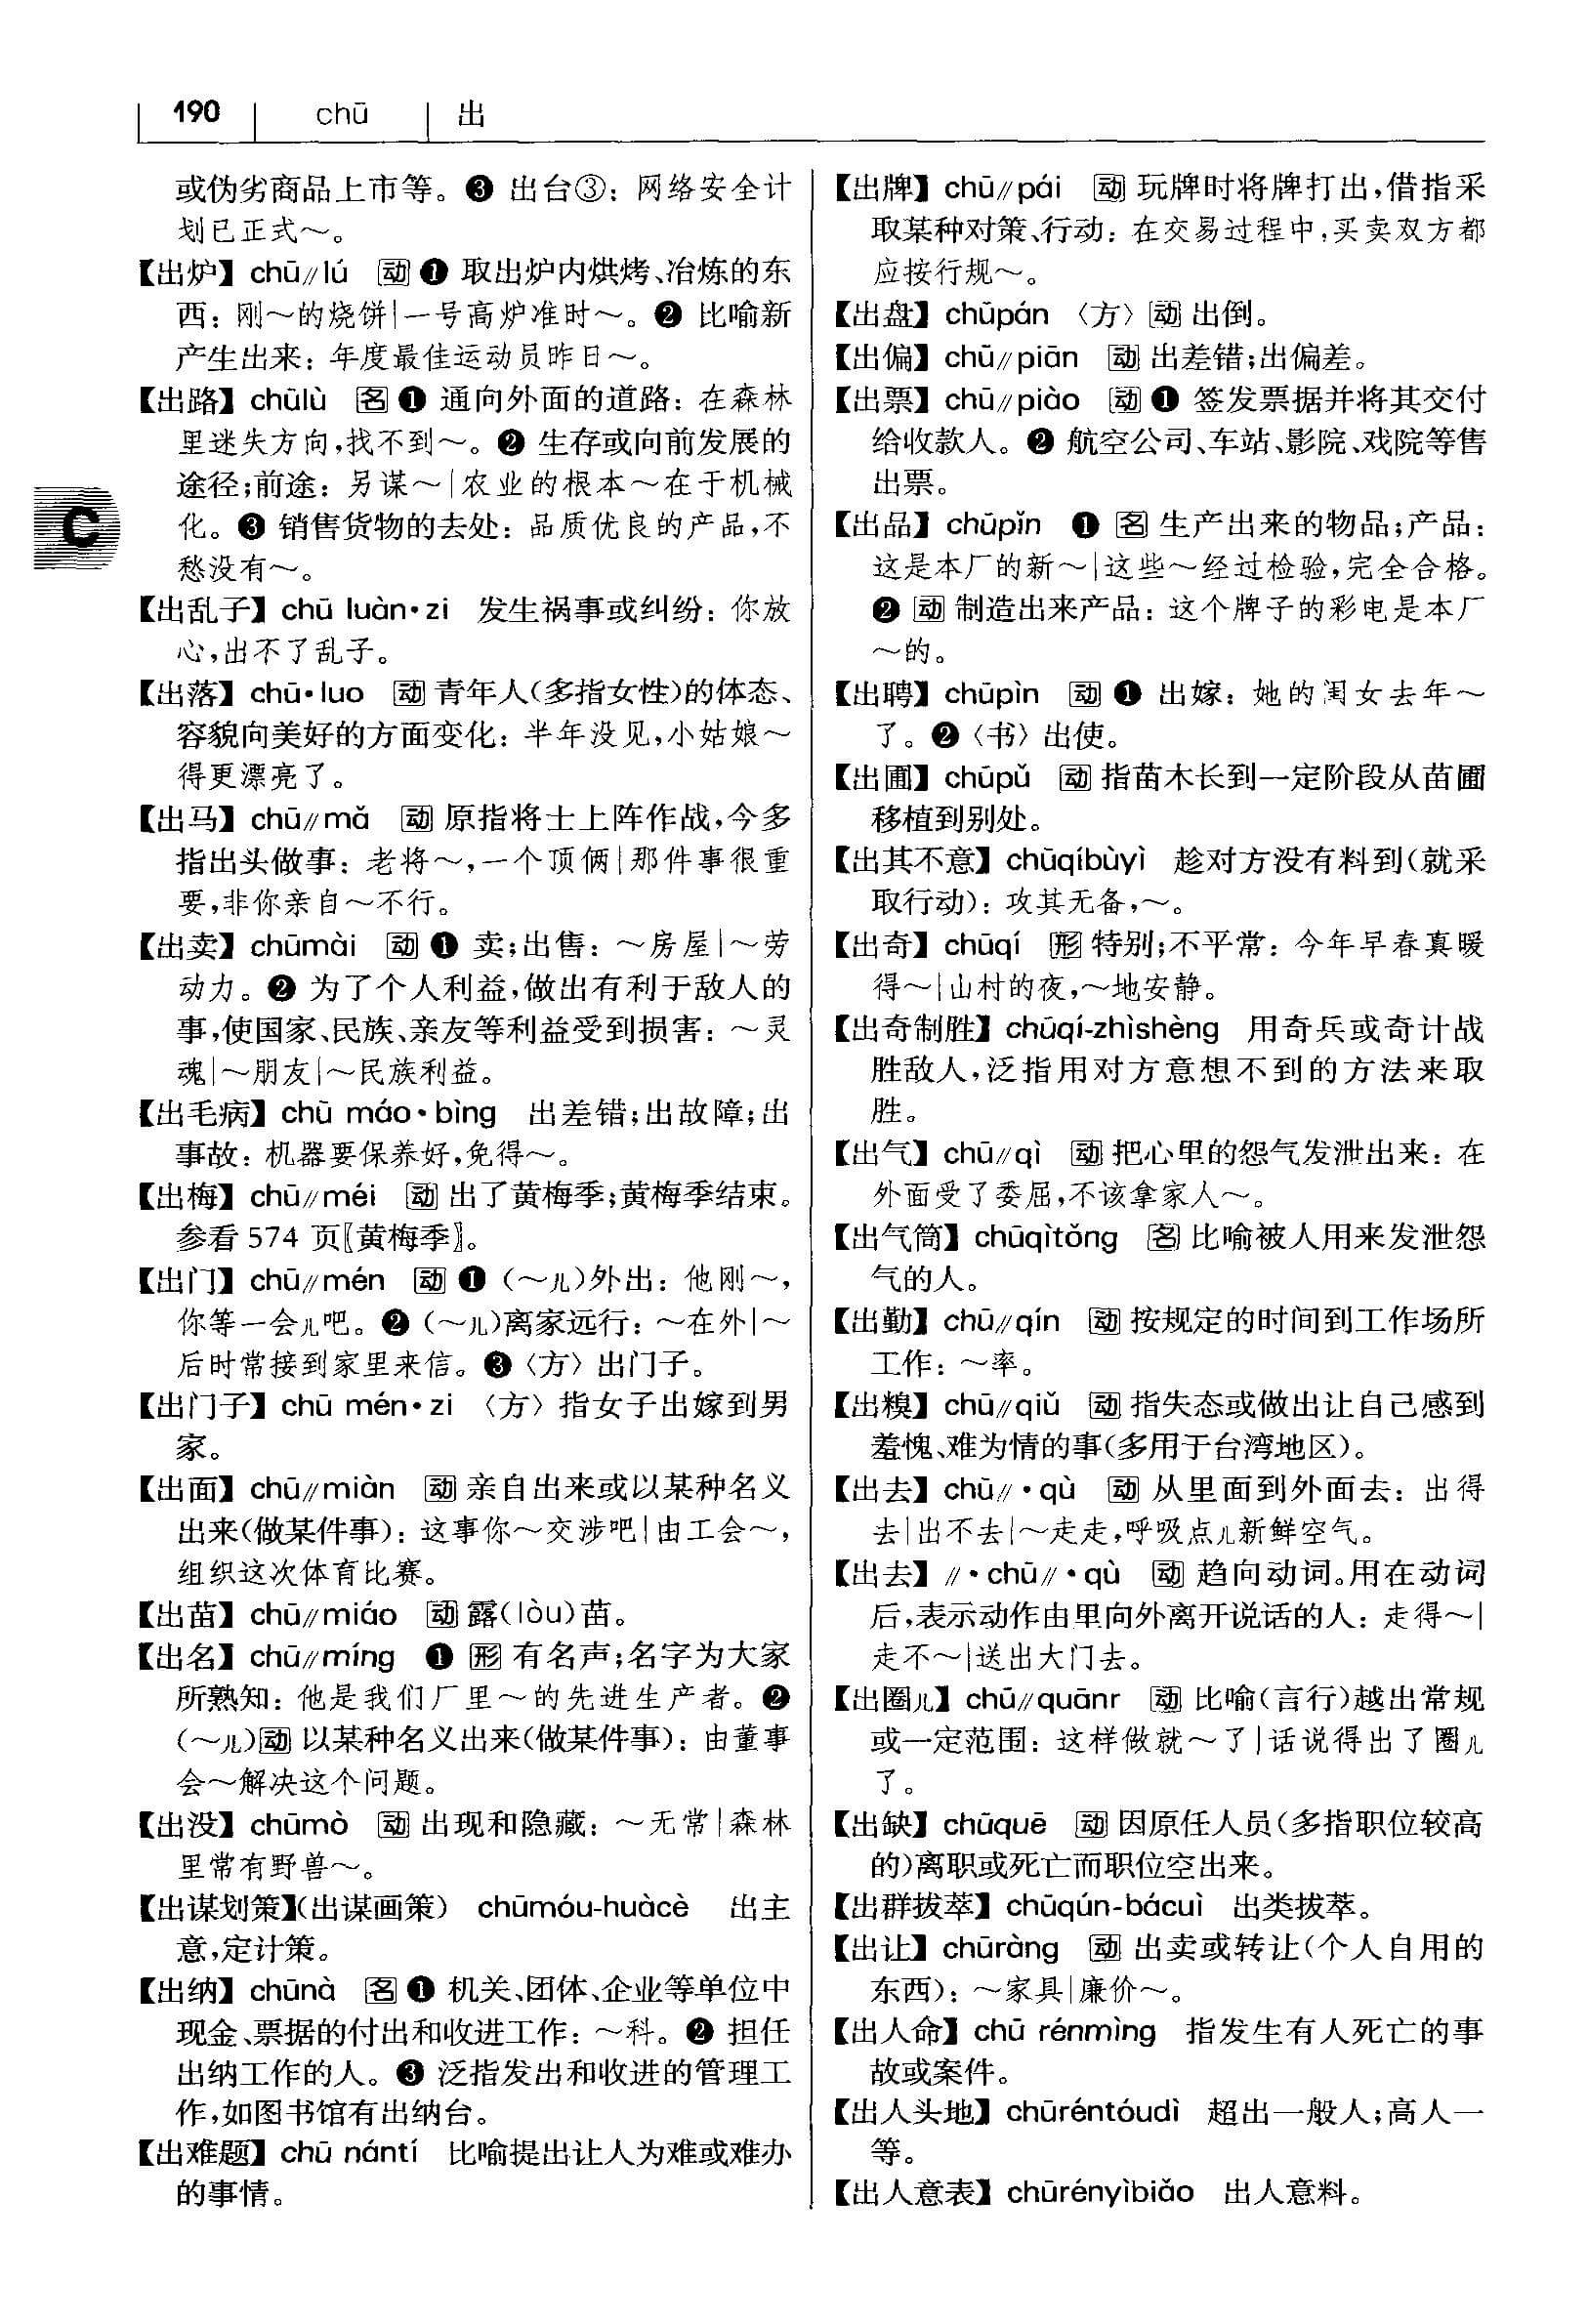 190 chū 出
或伪劣商品上市等。❸ 出台③：网络安全计
划已正式～。
【出炉】 chū∥lú 动 ❶ 取出炉内烘烤、冶炼的东
西：刚～的烧饼|一号高炉准时～。❷ 比喻新
产生出来：年度最佳运动员昨日～。
【出路】 chūlù 名 ❶ 通向外面的道路：在森林
里迷失方向，找不到～。❷ 生存或向前发展的
途径；前途：另谋～|农业的根本～在于机械
化。❸ 销售货物的去处：品质优良的产品，不
愁没有～。
【出乱子】 chū luàn·zi 发生祸事或纠纷：你放
心，出不了乱子。
【出落】 chū·luo 动 青年人（多指女性）的体态、
容貌向美好的方面变化：半年没见，小姑娘～
得更漂亮了。
【出马】 chū∥mǎ 动 原指将士上阵作战，今多
指出头做事：老将～，一个顶俩|那件事很重
要，非你亲自～不行。
【出卖】 chūmài 动 ❶ 卖；出售：～房屋|～劳
动力。❷ 为了个人利益，做出有利于敌人的
事，使国家、民族、亲友等利益受到损害：～灵
魂|～朋友|～民族利益。
【出毛病】 chū máo·bìng 出差错；出故障；出
事故：机器要保养好，免得～。
【出梅】 chū∥méi 动 出了黄梅季；黄梅季结束。
参看 574 页〖黄梅季〗。
【出门】 chū∥mén 动 ❶（～儿）外出：他刚～，
你等一会儿吧。❷（～儿）离家远行：～在外|～
后时常接到家里来信。❸〈方〉出门子。
【出门子】 chū mén·zi 〈方〉指女子出嫁到男
家。
【出面】 chū∥miàn 动 亲自出来或以某种名义
出来（做某件事）：这事你～交涉吧|由工会～，
组织这次体育比赛。
【出苗】 chū∥miáo 动 露（lòu）苗。
【出名】 chū∥míng ❶ 形 有名声；名字为大家
所熟知：他是我们厂里～的先进生产者。❷
（～儿）动 以某种名义出来（做某件事）：由董事
会～解决这个问题。
【出没】 chūmò 动 出现和隐藏：～无常|森林
里常有野兽～。
【出谋划策】（出谋画策） chūmóu-huàcè 出主
意，定计策。
【出纳】 chūnà 名 ❶ 机关、团体、企业等单位中
现金、票据的付出和收进工作：～科。❷ 担任
出纳工作的人。❸ 泛指发出和收进的管理工
作，如图书馆有出纳台。
【出难题】 chū nántí 比喻提出让人为难或难办
的事情。
【出牌】 chū∥pái 动 玩牌时将牌打出，借指采
取某种对策、行动：在交易过程中，买卖双方都
应按行规～。
【出盘】 chūpán 〈方〉动 出倒。
【出偏】 chū∥piān 动 出差错；出偏差。
【出票】 chū∥piào 动 ❶ 签发票据并将其交付
给收款人。❷ 航空公司、车站、影院、戏院等售
出票。
【出品】 chūpǐn ❶ 名 生产出来的物品；产品：
这是本厂的新～|这些～经过检验，完全合格。
❷ 动 制造出来产品：这个牌子的彩电是本厂
～的。
【出聘】 chūpìn 动 ❶ 出嫁：她的闺女去年～
了。❷〈书〉出使。
【出圃】 chūpǔ 动 指苗木长到一定阶段从苗圃
移植到别处。
【出其不意】 chūqíbùyì 趁对方没有料到（就采
取行动）：攻其无备，～。
【出奇】 chūqí 形 特别；不平常：今年早春真暖
得～|山村的夜，～地安静。
【出奇制胜】 chūqí-zhìshèng 用奇兵或奇计战
胜敌人，泛指用对方意想不到的方法来取
胜。
【出气】 chū∥qì 动 把心里的怨气发泄出来：在
外面受了委屈，不该拿家人～。
【出气筒】 chūqìtǒng 名 比喻被人用来发泄怨
气的人。
【出勤】 chū∥qín 动 按规定的时间到工作场所
工作：～率。
【出糗】 chū∥qiǔ 动 指失态或做出让自己感到
羞愧、难为情的事（多用于台湾地区）。
【出去】 chū∥·qù 动 从里面到外面去：出得
去|出不去|～走走，呼吸点儿新鲜空气。
【出去】 ∥·chū∥·qù 动 趋向动词。用在动词
后，表示动作由里向外离开说话的人：走得～|
走不～|送出大门去。
【出圈儿】 chū∥quānr 动 比喻（言行）越出常规
或一定范围：这样做就～了|话说得出了圈儿
了。
【出缺】 chūquē 动 因原任人员（多指职位较高
的）离职或死亡而职位空出来。
【出群拔萃】 chūqún-bácuì 出类拔萃。
【出让】 chūràng 动 出卖或转让（个人自用的
东西）：～家具|廉价～。
【出人命】 chū rénmìng 指发生有人死亡的事
故或案件。
【出人头地】 chūréntóudì 超出一般人；高人一
等。
【出人意表】 chūrényìbiǎo 出人意料。
C